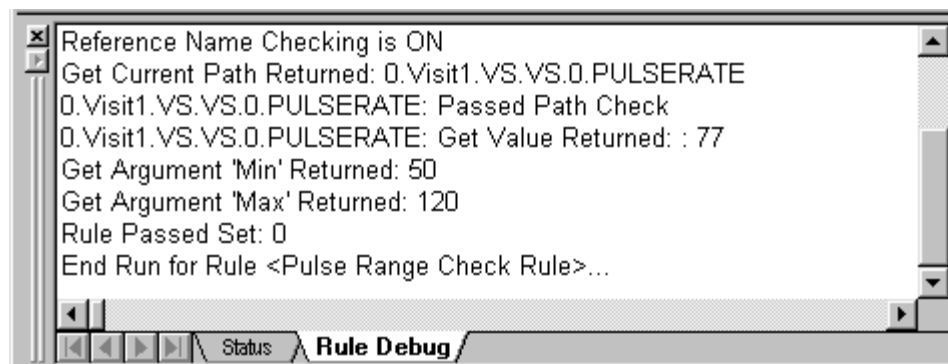 Reference Name Checking is ON
Get Current Path Returned: 0.Visit1.VS.VS.0.PULSERATE
0.Visit1.VS.VS.0.PULSERATE: Passed Path Check
0.Visit1.VS.VS.0.PULSERATE: Get Value Returned: : 77
Get Argument 'Min' Returned: 50
Get Argument 'Max' Returned: 120
Rule Passed Set: 0
End Run for Rule <Pulse Range Check Rule>...
Status Rule Debug